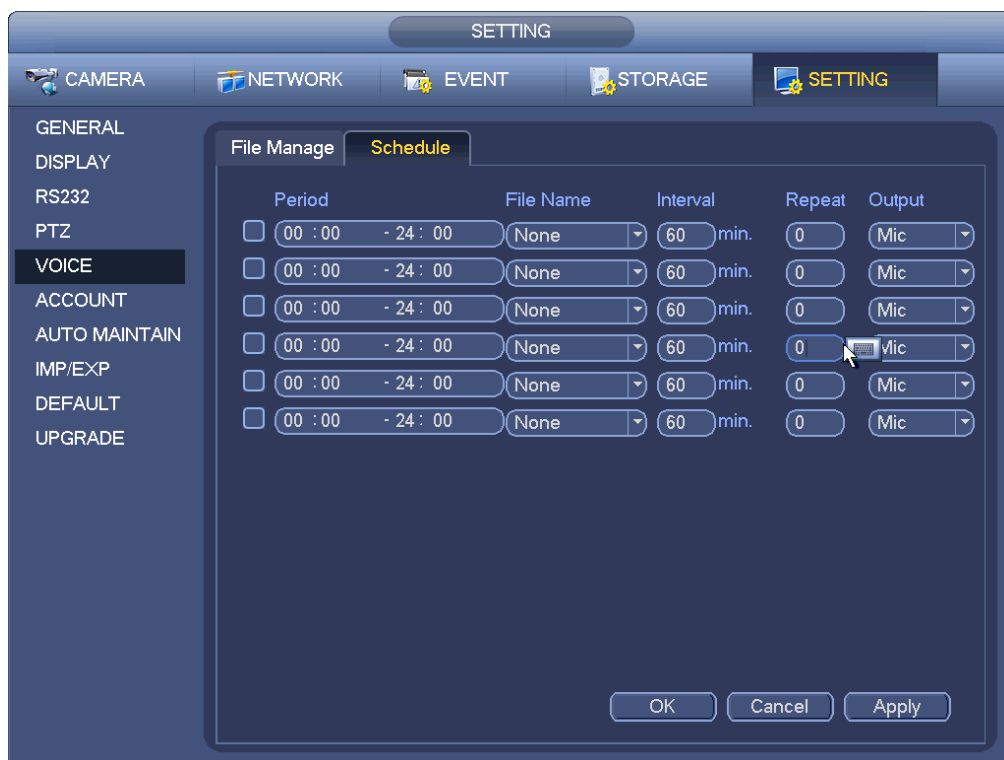 SETTING
CAMERA NETWORK EVENT STORAGE SETTING
GENERAL
DISPLAY
RS232
PTZ
VOICE
ACCOUNT
AUTO MAINTAIN
IMP/EXP
DEFAULT
UPGRADE
File Manage Schedule
Period File Name Interval Repeat Output
00 :00 - 24: 00 None 60 min. 0 Mic
00 :00 - 24: 00 None 60 min. 0 Mic
00 :00 - 24: 00 None 60 min. 0 Mic
00 :00 - 24: 00 None 60 min. 0 Mic
00 :00 - 24: 00 None 60 min. 0 Mic
00 :00 - 24: 00 None 60 min. 0 Mic
OK Cancel Apply